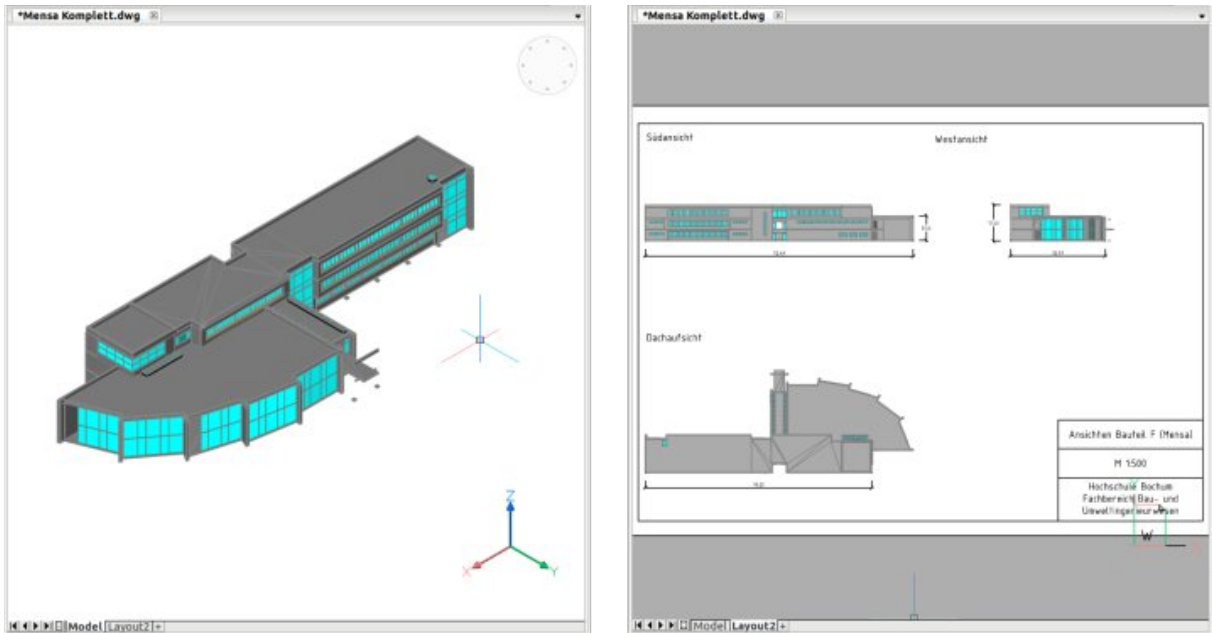 *Mensa Komplett.dwg
Z
X
Y
Model Layout2 +
*Mensa Komplett.dwg
Südansicht
Westansicht
Dachaufsicht
Ansichten Bauteil F (Mensa)
M 1:500
Hochschule Bochum
Fachbereich Bau- und
Umweltingenieurwesen
W
Model Layout2 +